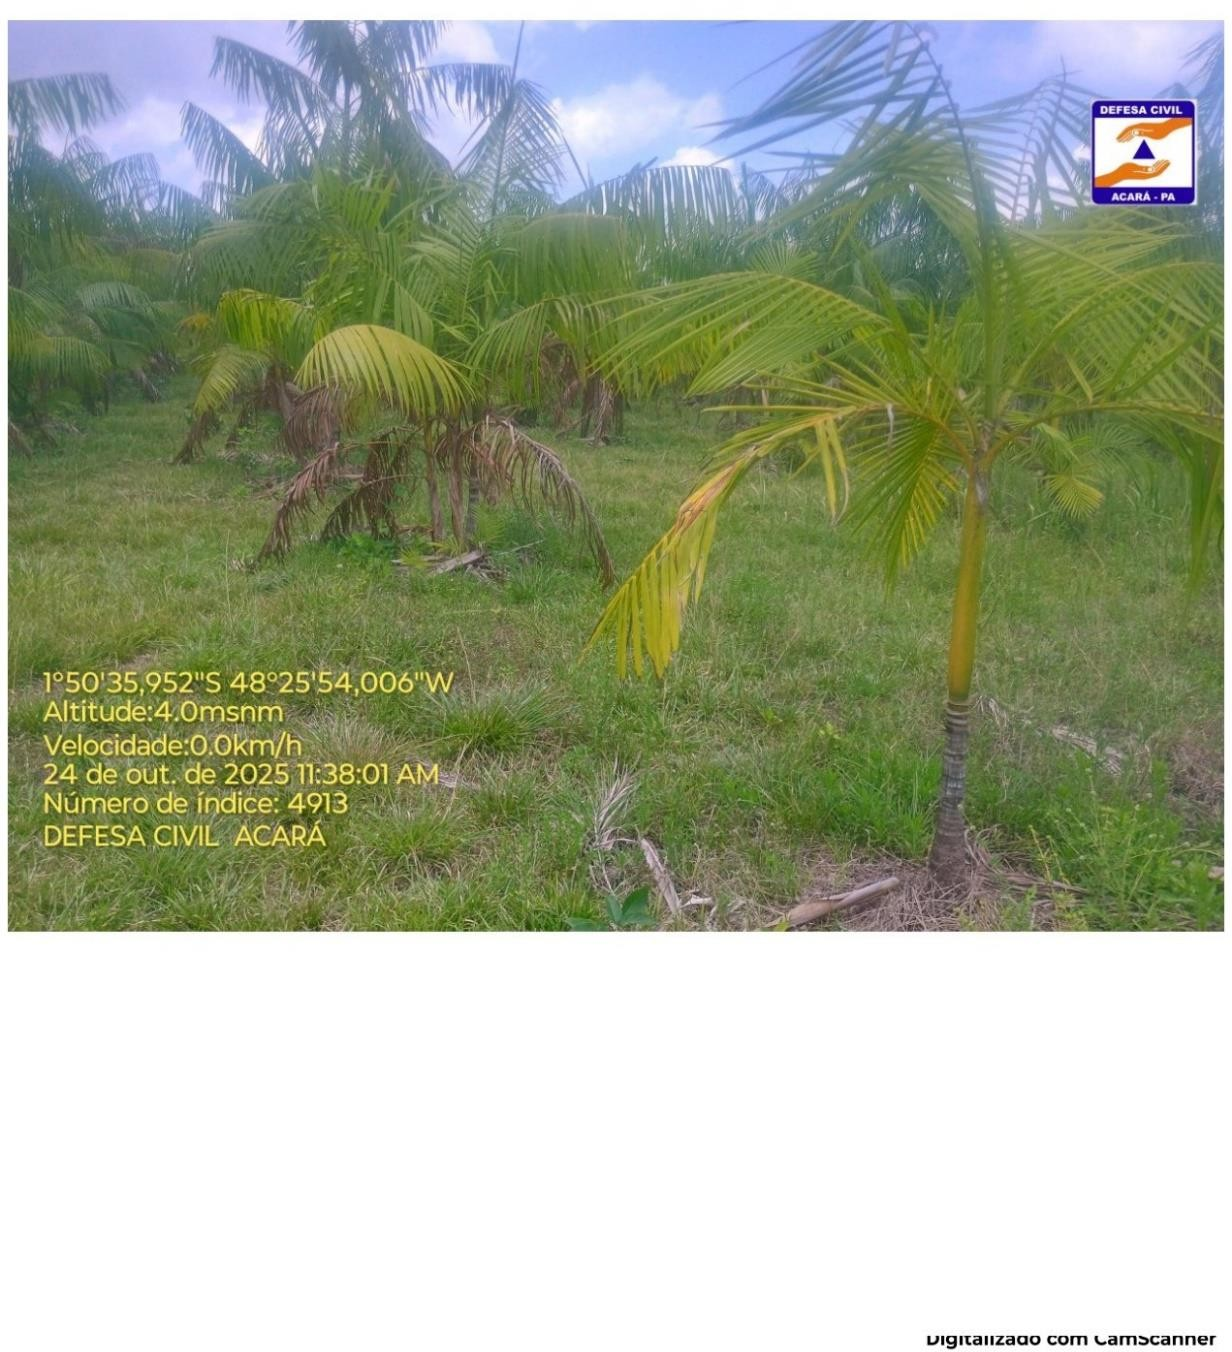 DEFESA CIVIL
ACARÁ - PA
1°50'35,952"S 48°25'54,006"W
Altitude:4.0msnm
Velocidade:0.0km/h
24 de out. de 2025 11:38:01 AM
Número de índice: 4913
DEFESA CIVIL ACARÁ
Digitalizado com CamScanner